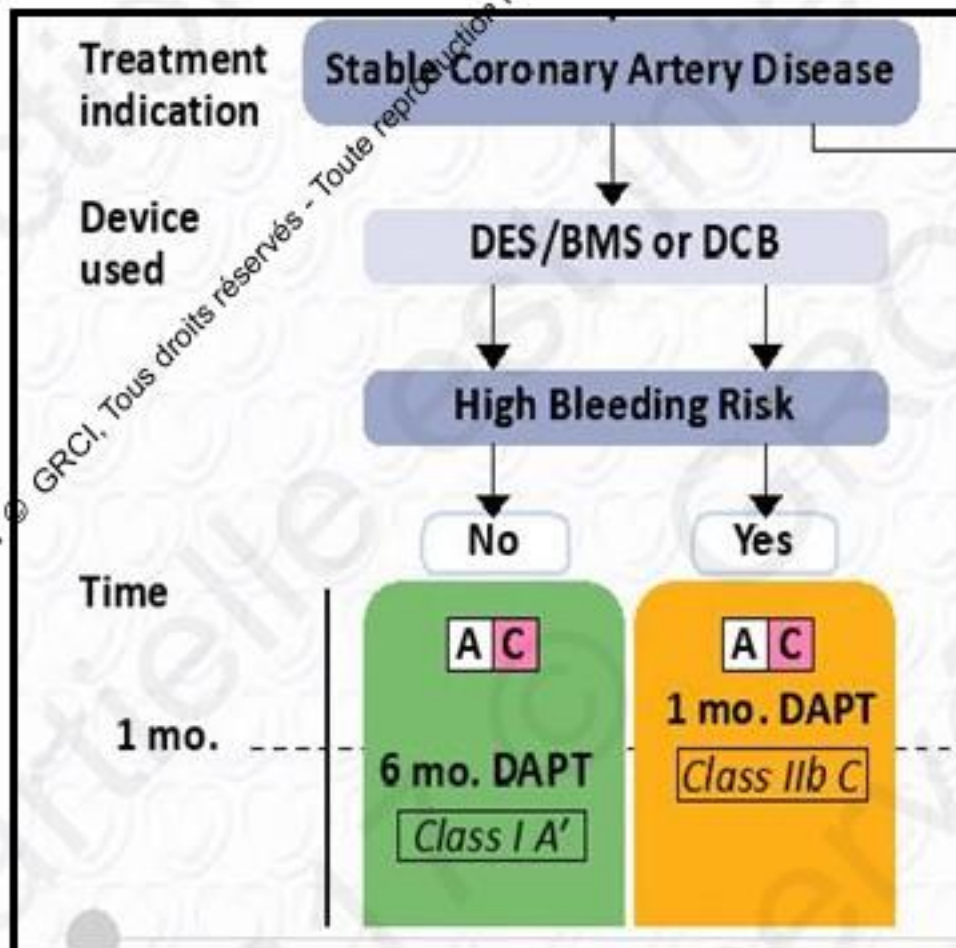 Treatment
indication
Stable Coronary Artery Disease
Device
used
DES/BMS or DCB
High Bleeding Risk
No
Yes
Time
A C
A C
1 mo. DAPT
Class IIb C
1 mo.
6 mo. DAPT
Class I A'
© GRCI, Tous droits réservés - Toute reproduction